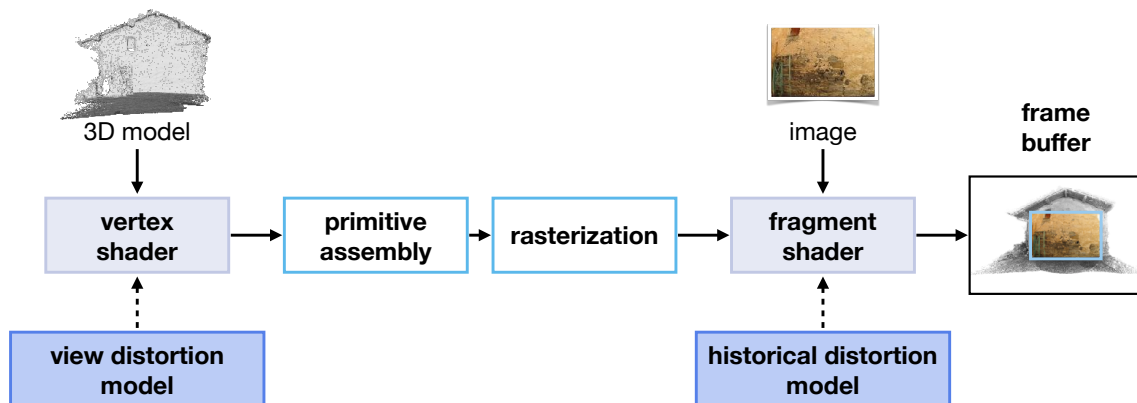 3D model
image
frame
buffer
vertex
shader
primitive
assembly
rasterization
fragment
shader
view distortion
model
historical distortion
model